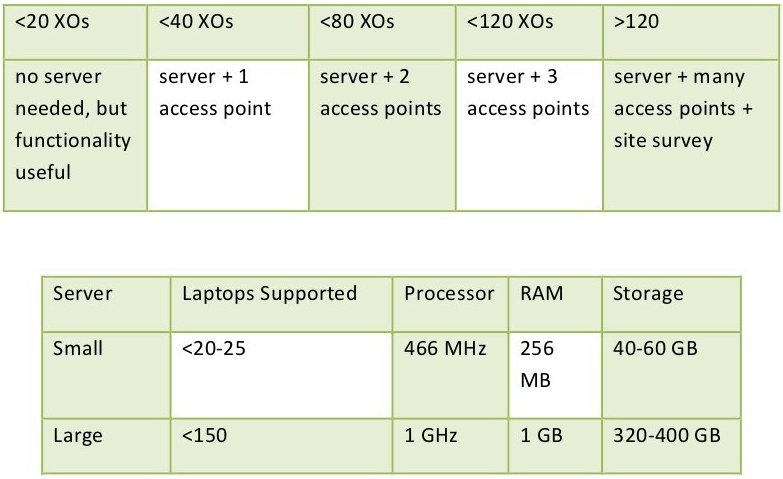 <20 XOs <40 XOs <80 XOs <120 XOs >120
no server needed, but functionality useful server + 1 access point server + 2 access points server + 3 access points server + many access points + site survey
Server Laptops Supported Processor RAM Storage
Small <20-25 466 MHz 256 MB 40-60 GB
Large <150 1 GHz 1 GB 320-400 GB